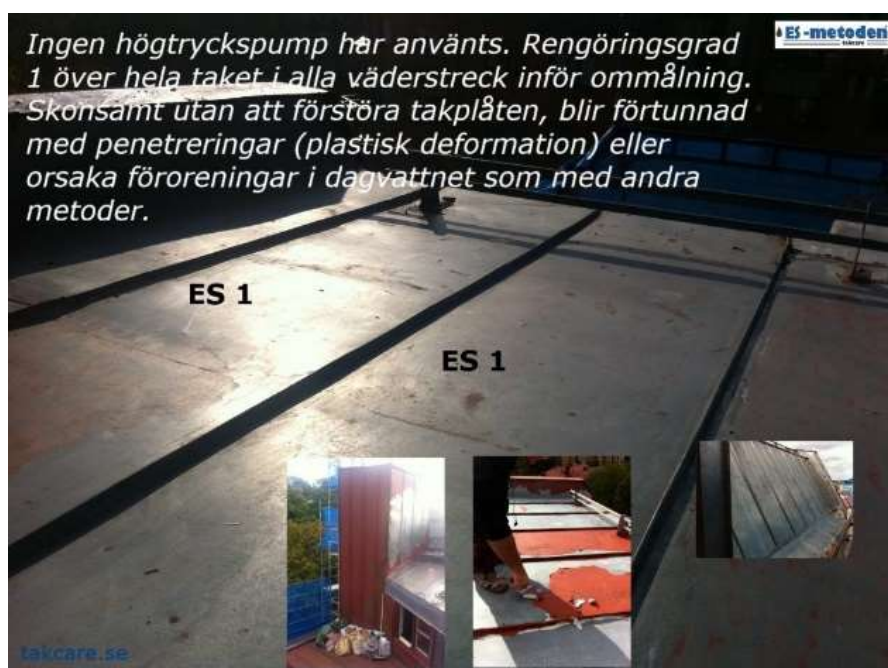 Ingen högtryckspump har använts. Rengöringsgrad
1 över hela taket i alla väderstreck inför ommålning.
Skonsamt utan att förstöra takplåten, blir förtunnad
med penetreringar (plastisk deformation) eller
orsaka föroreningar i dagvattnet som med andra
metoder.
ES-metoden
takcare
ES 1
ES 1
takcare.se